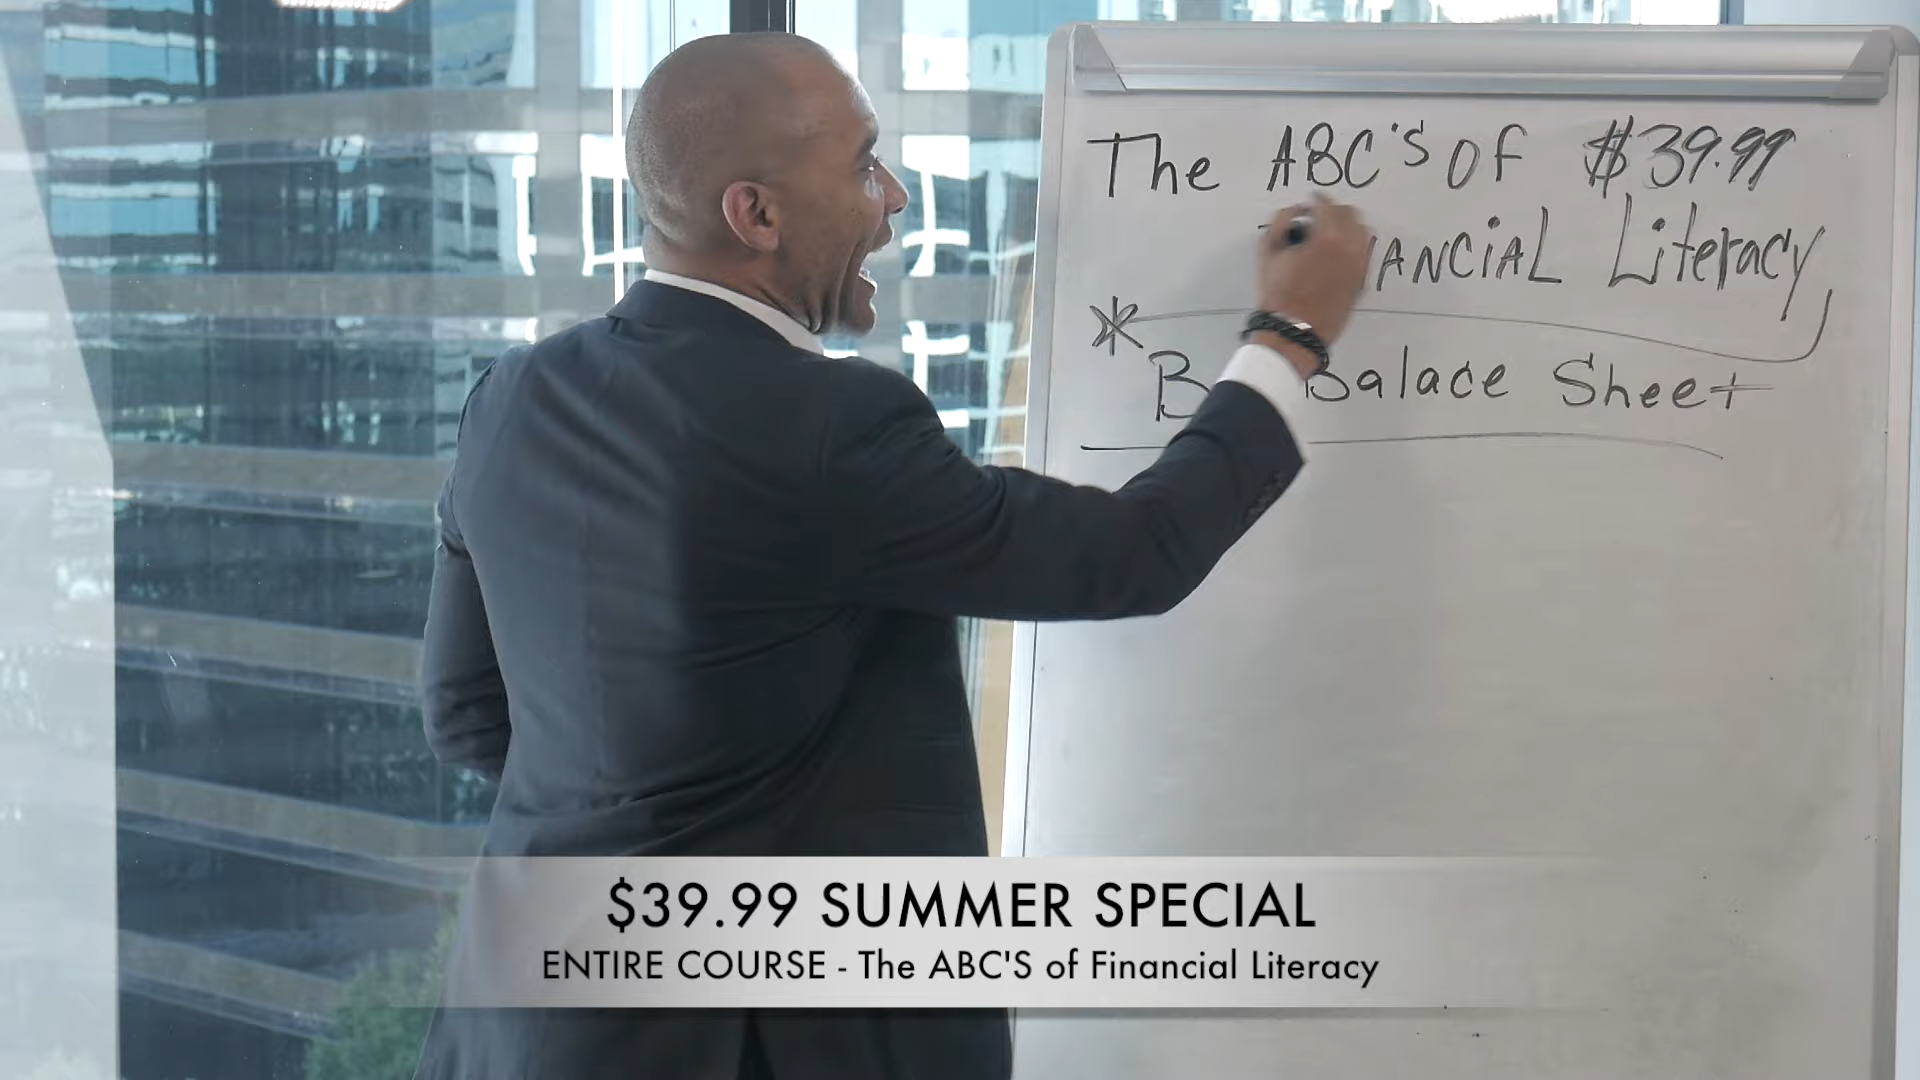 The ABC'S Of $39.99
ANCiAL Literacy
* 
B Balace Sheet
$39.99 SUMMER SPECIAL
ENTIRE COURSE - The ABC'S of Financial Literacy